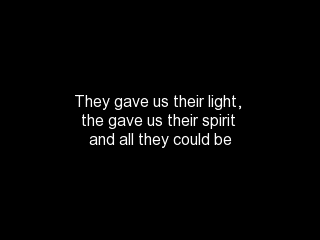 They gave us their light,
the gave us their spirit
and all they could be